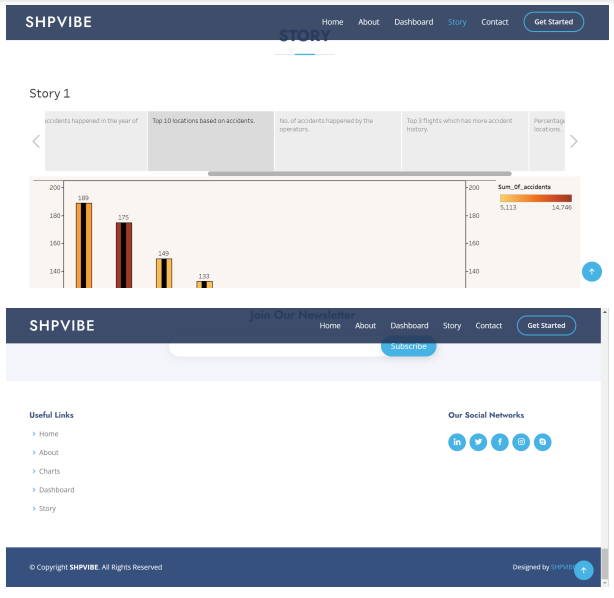 SHPVIBE
Home About Dashboard Story Contact Get Started
STORY
Story 1
accidents happened in the year of
Top 10 locations based on accidents.
No. of accidents happened by the operators.
Top 3 flights which has more accident history.
Percentage
locations.
200 200 Sum_0f_accidents
189
5,113 14,746
180 180
175
160 160
149
140 140
133
Join Our Newsletter
SHPVIBE
Home About Dashboard Story Contact Get Started
Subscribe
Useful Links
Home
About
Charts
Dashboard
Story
Our Social Networks
© Copyright SHPVIBE. All Rights Reserved
Designed by SHPVIBE